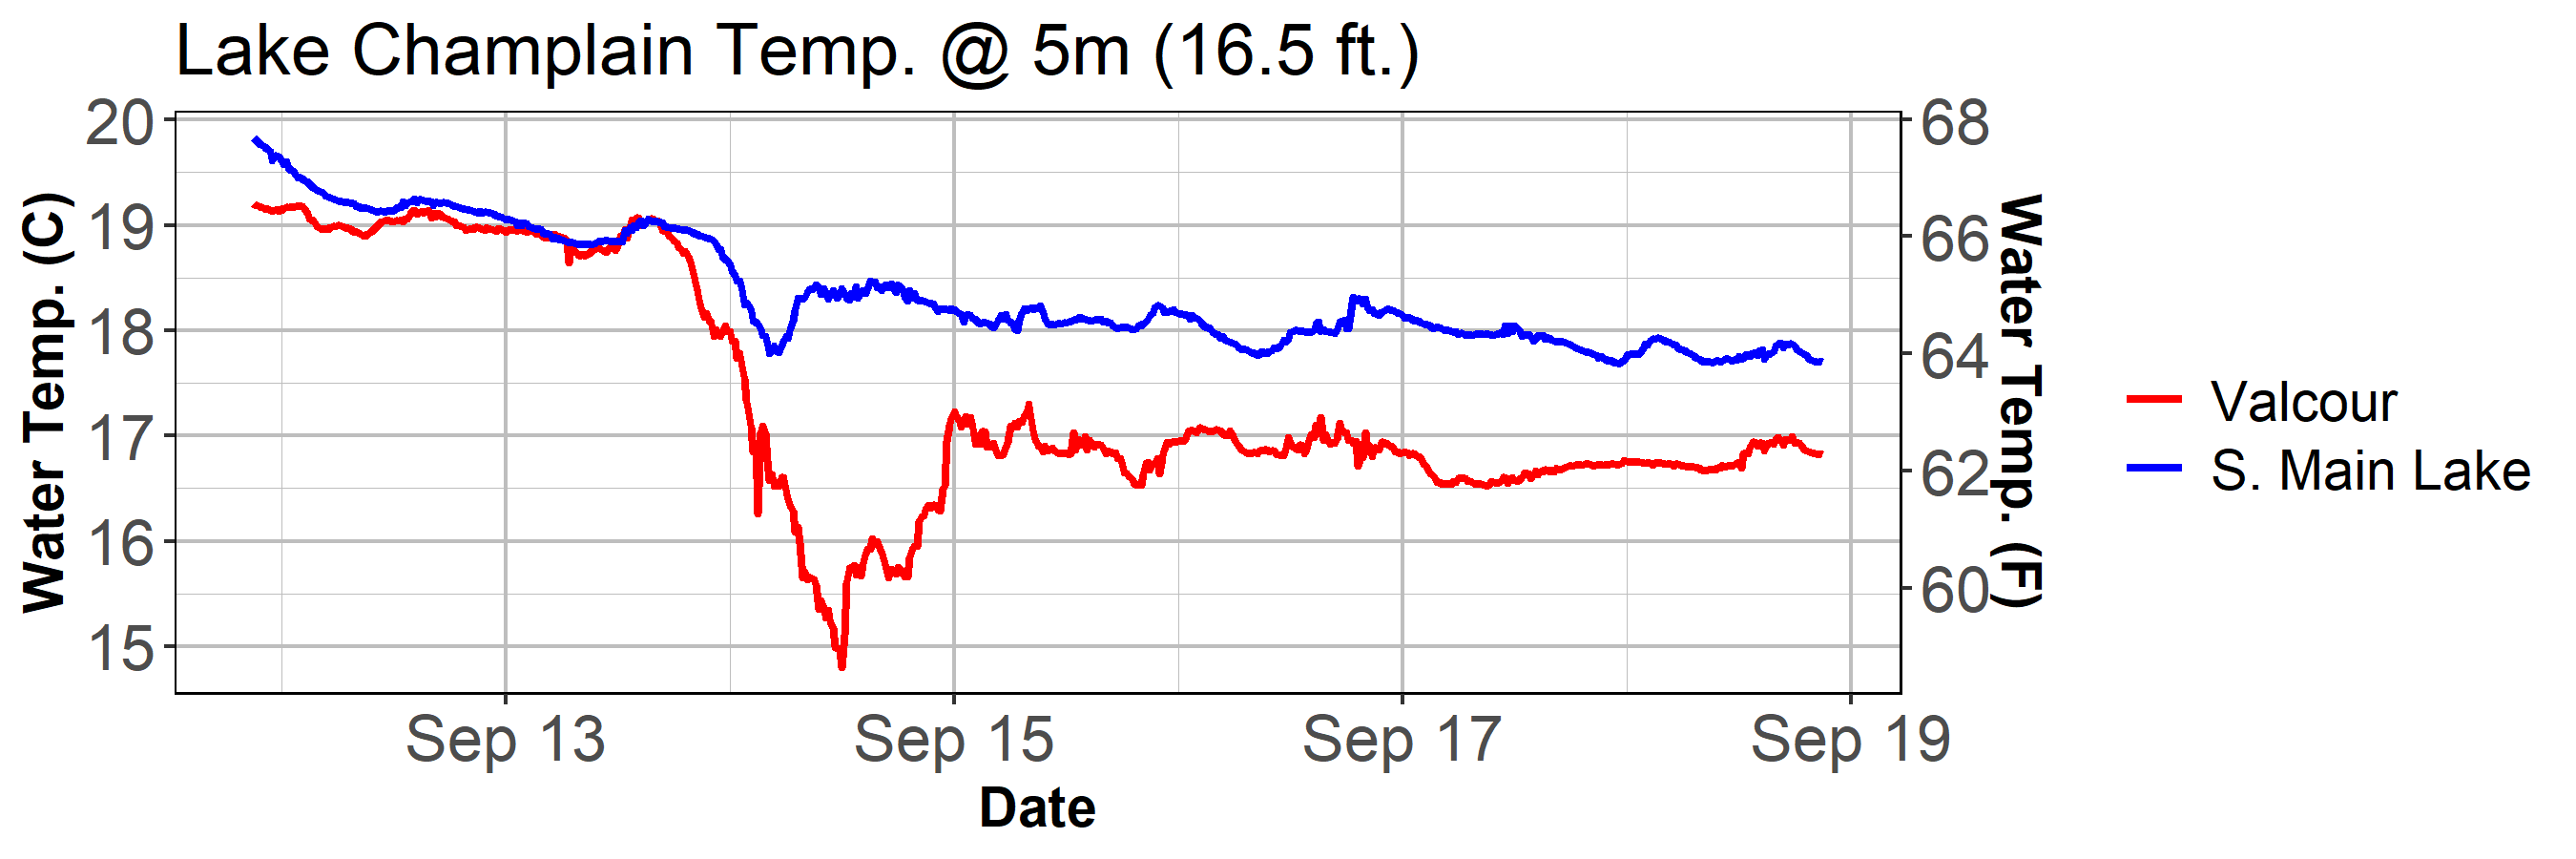 Lake Champlain Temp. @ 5m (16.5 ft.)
20
19
18
17
16
15
Water Temp. (C)
68
66
64
62
60
Water Temp. (F)
Sep 13
Sep 15
Sep 17
Sep 19
Date
Valcour
S. Main Lake